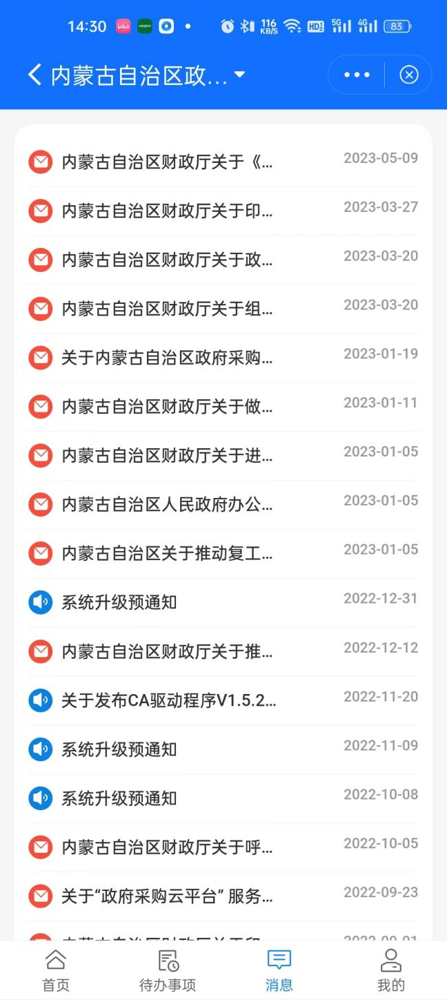 14:30
116
KB/S
HD
5G
4G
83
内蒙古自治区政...
内蒙古自治区财政厅关于《...
2023-05-09
内蒙古自治区财政厅关于印...
2023-03-27
内蒙古自治区财政厅关于政...
2023-03-20
内蒙古自治区财政厅关于组...
2023-03-20
关于内蒙古自治区政府采购...
2023-01-19
内蒙古自治区财政厅关于做...
2023-01-11
内蒙古自治区财政厅关于进...
2023-01-05
内蒙古自治区人民政府办公...
2023-01-05
内蒙古自治区关于推动复工...
2023-01-05
系统升级预通知
2022-12-31
内蒙古自治区财政厅关于推...
2022-12-12
关于发布CA驱动程序V1.5.2...
2022-11-20
系统升级预通知
2022-11-09
系统升级预通知
2022-10-08
内蒙古自治区财政厅关于呼...
2022-10-05
关于“政府采购云平台” 服务...
2022-09-23
首页
待办事项
消息
我的